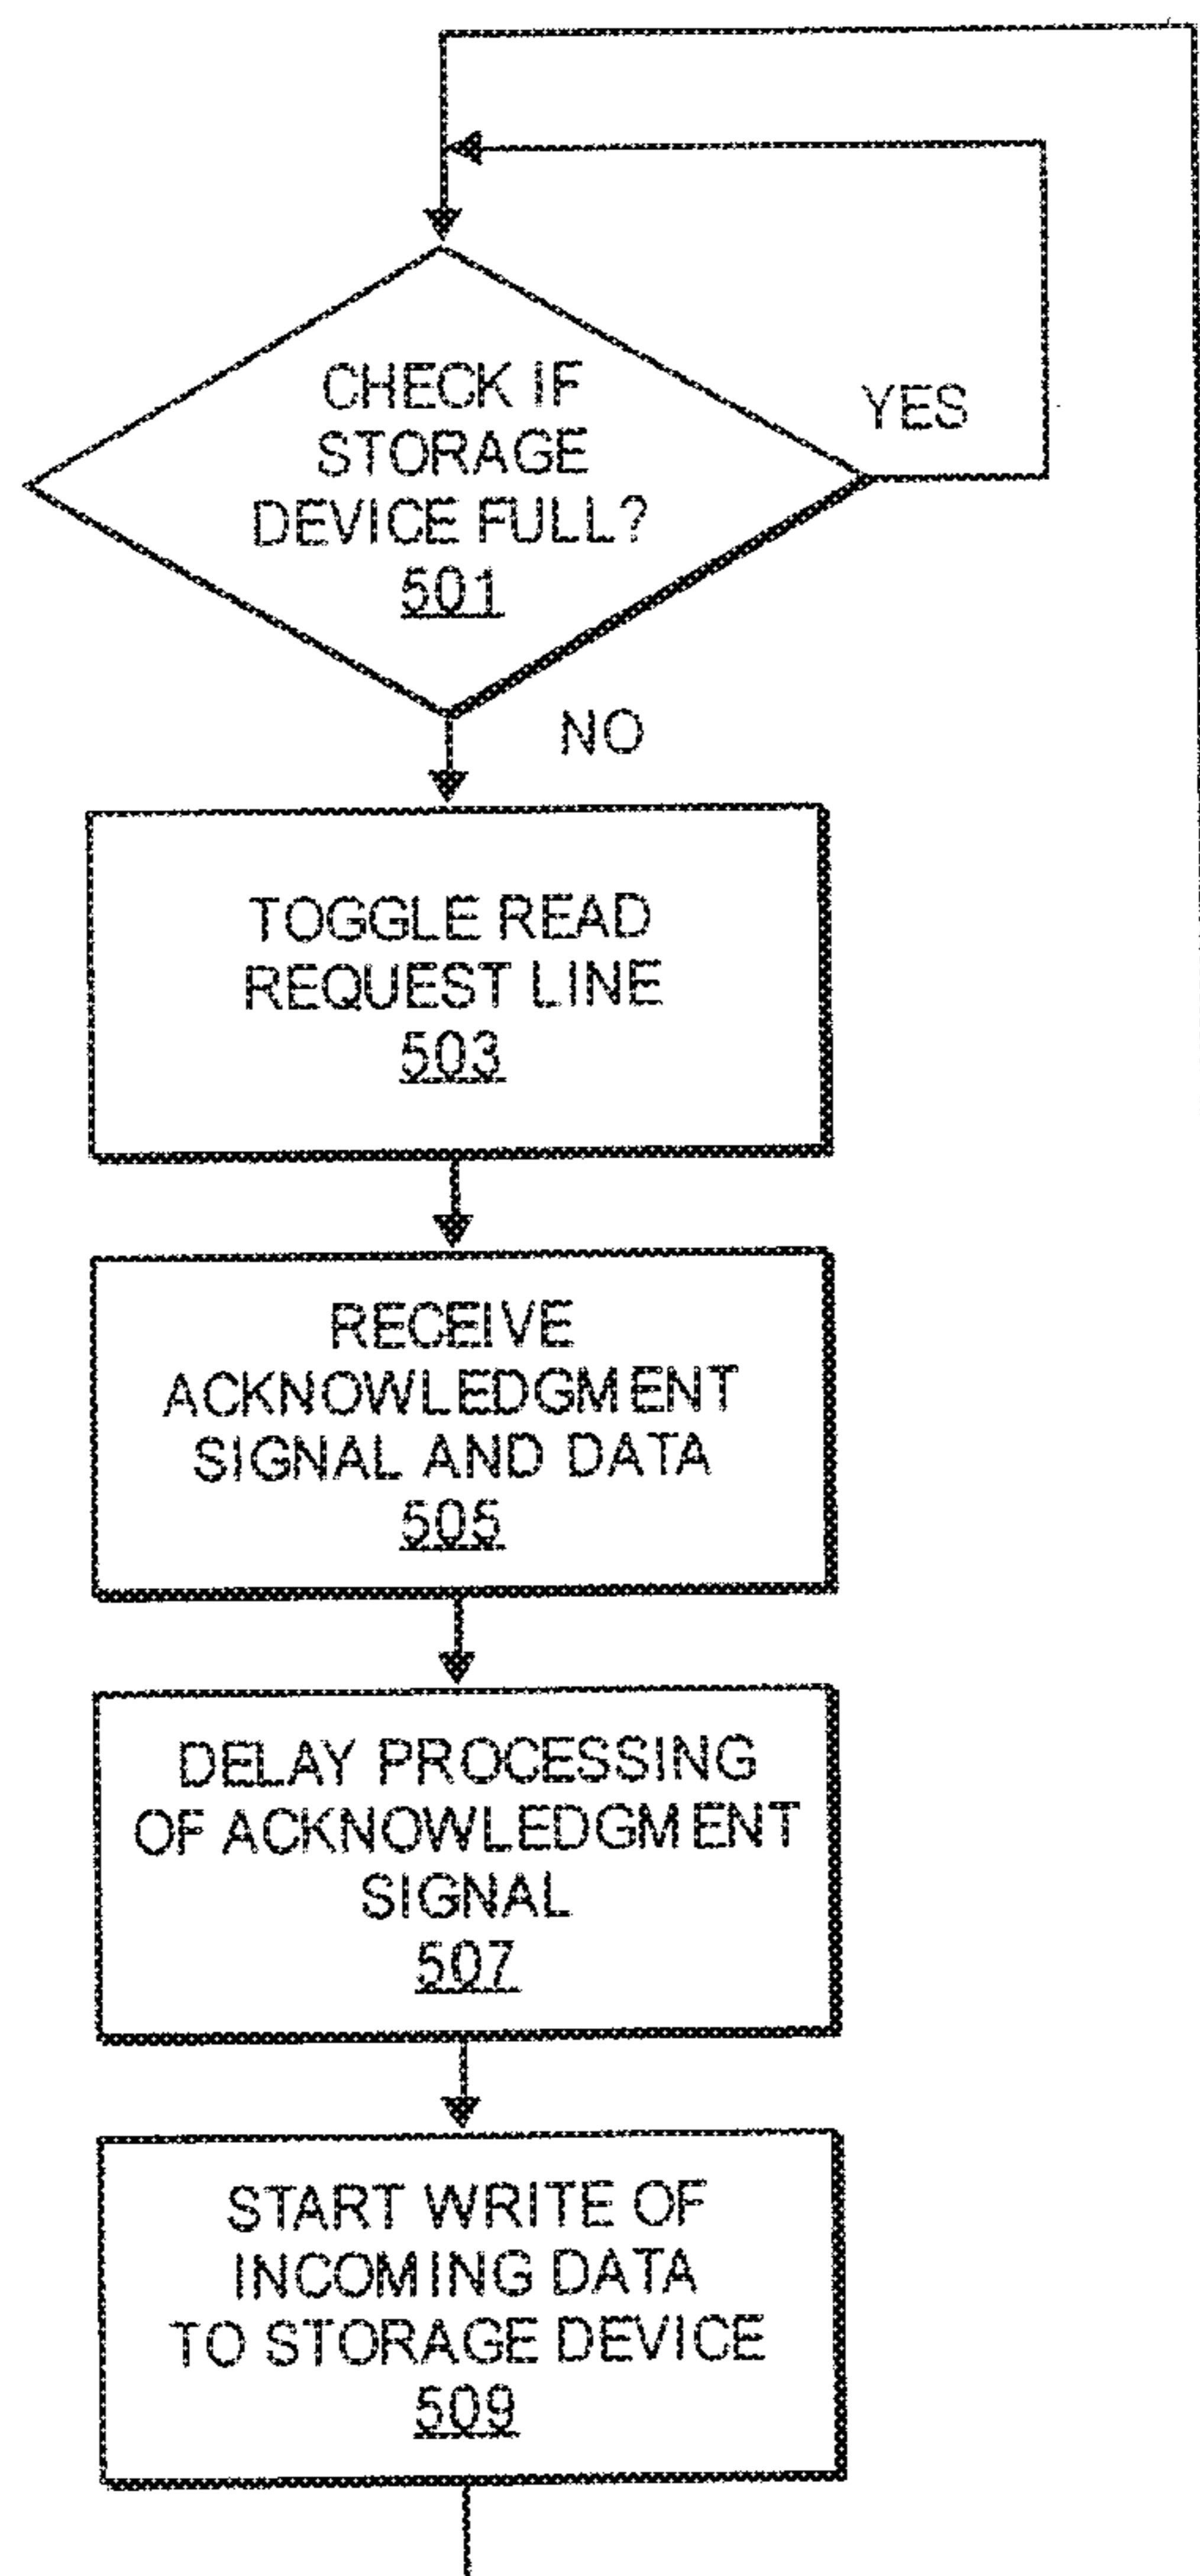 CHECK IF
STORAGE
DEVICE FULL?
501
YES
NO
TOGGLE READ
REQUEST LINE
503
RECEIVE
ACKNOWLEDGMENT
SIGNAL AND DATA
505
DELAY PROCESSING
OF ACKNOWLEDGMENT
SIGNAL
507
START WRITE OF
INCOMING DATA
TO STORAGE DEVICE
509